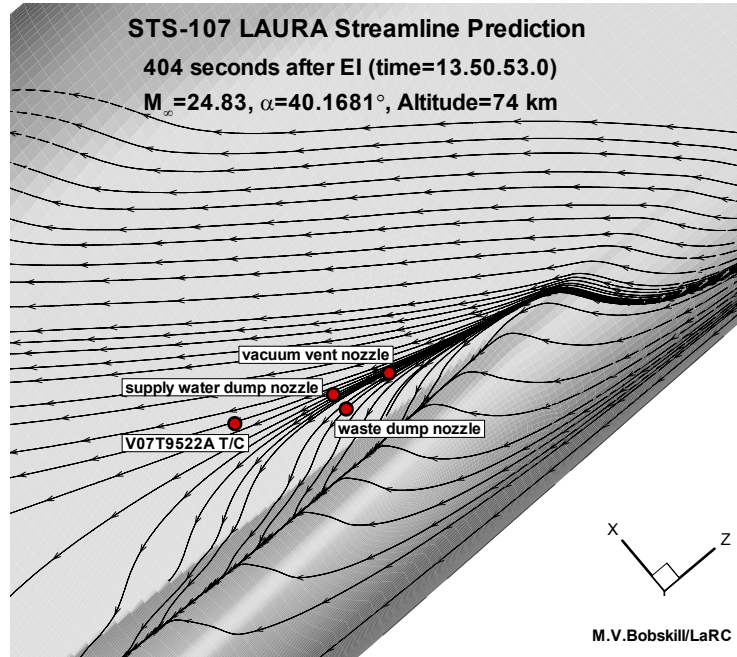 STS-107 LAURA Streamline Prediction
404 seconds after EI (time=13.50.53.0)
M∞=24.83, α=40.1681°, Altitude=74 km
vacuum vent nozzle
supply water dump nozzle
waste dump nozzle
V07T9522A T/C
X
Z
Y
M.V.Bobskill/LaRC